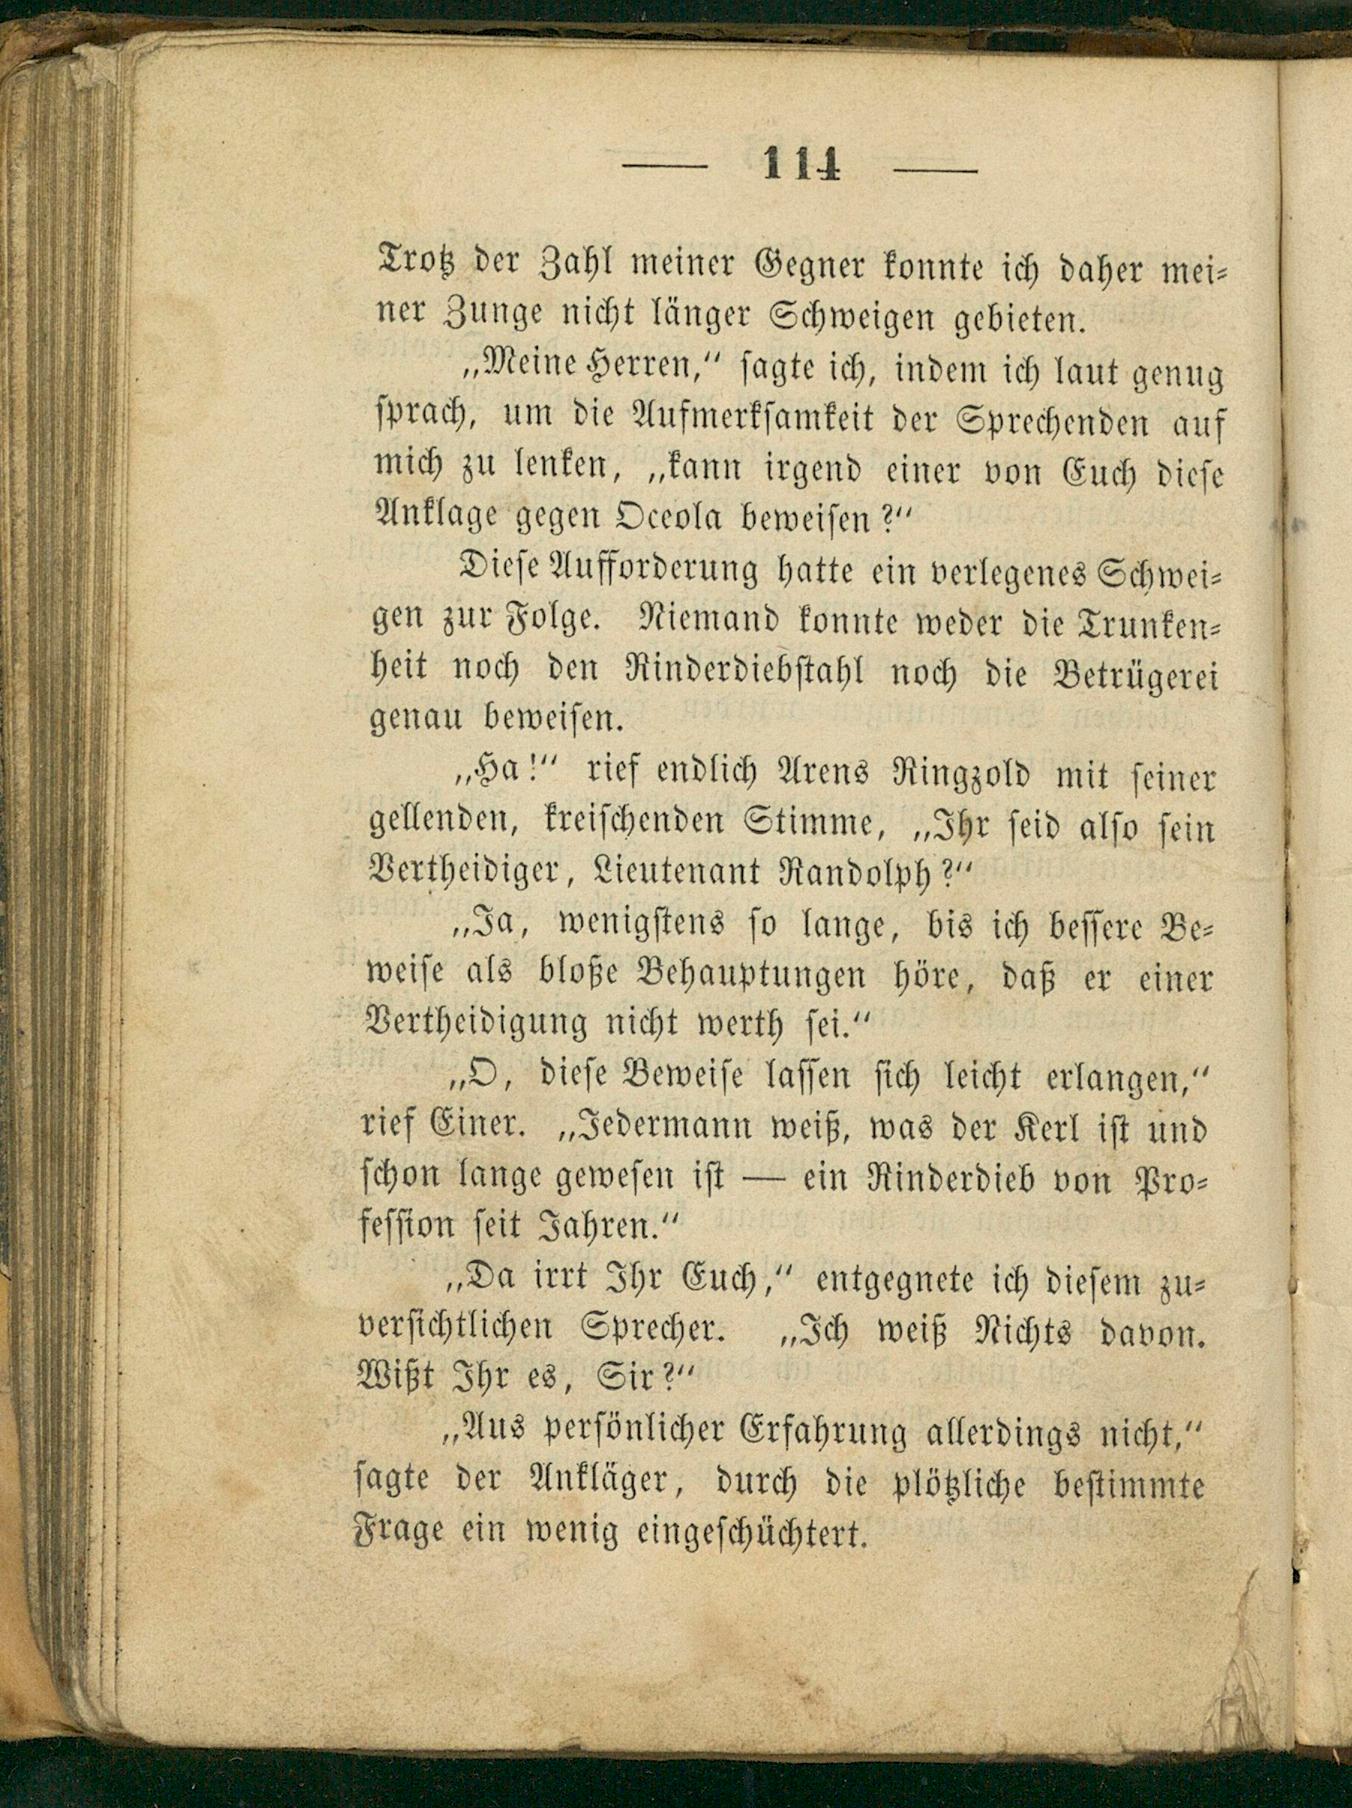 — 114 —
Trotz der Zahl meiner Gegner konnte ich daher mei-
ner Zunge nicht länger Schweigen gebieten.
„Meine Herren,“ sagte ich, indem ich laut genug
sprach, um die Aufmerksamkeit der Sprechenden auf
mich zu lenken, „kann irgend einer von Euch diese
Anklage gegen Oceola beweisen?“
Diese Aufforderung hatte ein verlegenes Schwei-
gen zur Folge. Niemand konnte weder die Trunken-
heit noch den Rinderdiebstahl noch die Betrügerei
genau beweisen.
„Ha!“ rief endlich Arens Ringzold mit seiner
gellenden, kreischenden Stimme, „Ihr seid also sein
Vertheidiger, Lieutenant Randolph?“
„Ja, wenigstens so lange, bis ich bessere Be-
weise als bloße Behauptungen höre, daß er einer
Vertheidigung nicht werth sei.“
„O, diese Beweise lassen sich leicht erlangen,“
rief Einer. „Jedermann weiß, was der Kerl ist und
schon lange gewesen ist — ein Rinderdieb von Pro-
fession seit Jahren.“
„Da irrt Ihr Euch,“ entgegnete ich diesem zu-
versichtlichen Sprecher. „Ich weiß Nichts davon.
Wißt Ihr es, Sir?“
„Aus persönlicher Erfahrung allerdings nicht,“
sagte der Ankläger, durch die plötzliche bestimmte
Frage ein wenig eingeschüchtert.